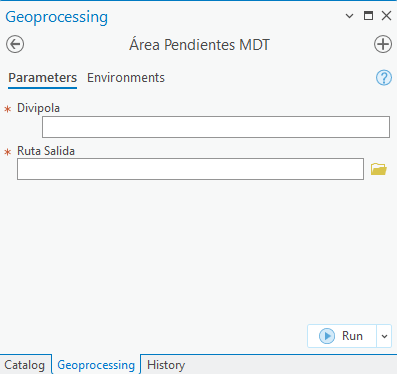 Geoprocessing
Área Pendientes MDT
Parameters Environments
* Divipola
* Ruta Salida
Run
Catalog Geoprocessing History